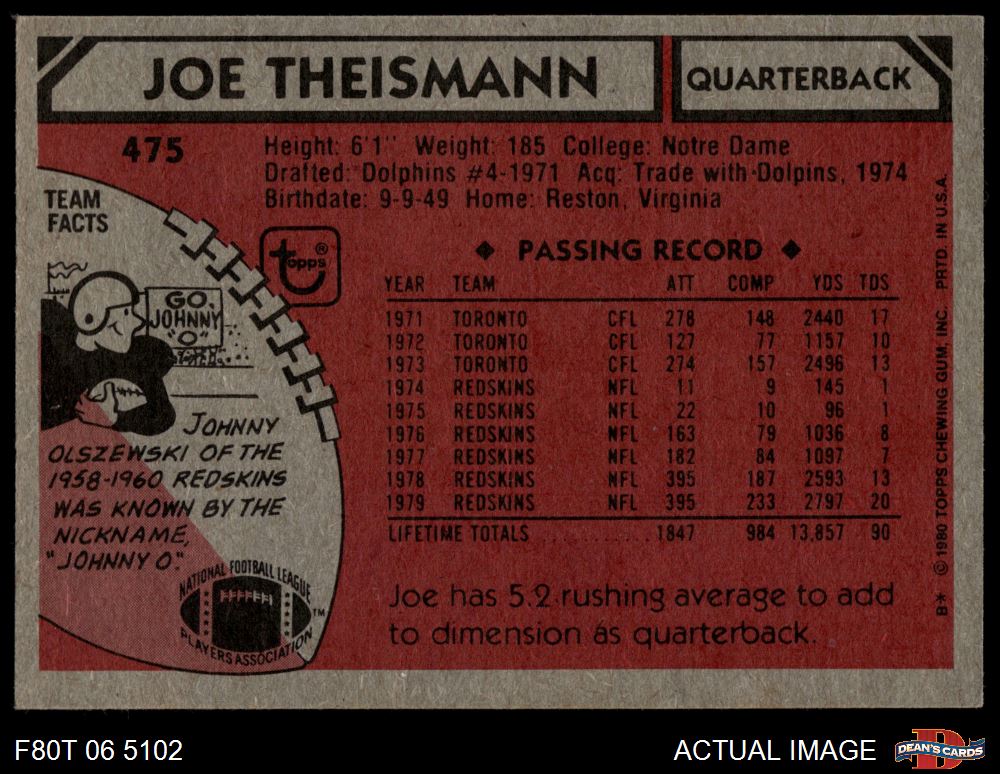 JOE THEISMANN
QUARTERBACK
475
Height: 6'1" Weight: 185 College: Notre Dame
Drafted: Dolphins #4-1971 Acq: Trade with Dolpins, 1974
Birthdate: 9-9-49 Home: Reston, Virginia
TEAM
FACTS
topps®
GO,
JOHNNY
"O"
JOHNNY
OLSZEWSKI OF THE
1958-1960 REDSKINS
WAS KNOWN BY THE
NICKNAME,
"JOHNNY O."
NATIONAL FOOTBALL LEAGUE
PLAYERS ASSOCIATION
TM
◆ PASSING RECORD ◆
YEAR TEAM ATT COMP YDS TDS
1971 TORONTO CFL 278 148 2440 17
1972 TORONTO CFL 127 77 1157 10
1973 TORONTO CFL 274 157 2496 13
1974 REDSKINS NFL 11 9 145 1
1975 REDSKINS NFL 22 10 96 1
1976 REDSKINS NFL 163 79 1036 8
1977 REDSKINS NFL 182 84 1097 7
1978 REDSKINS NFL 395 187 2593 13
1979 REDSKINS NFL 395 233 2797 20
LIFETIME TOTALS ............ 1847 984 13,857 90
Joe has 5.2 rushing average to add
to dimension ás quarterback.
B* © 1980 TOPPS CHEWING GUM, INC. PRTD. IN U.S.A.
F80T 06 5102
ACTUAL IMAGE
D
DEAN'S CARDS